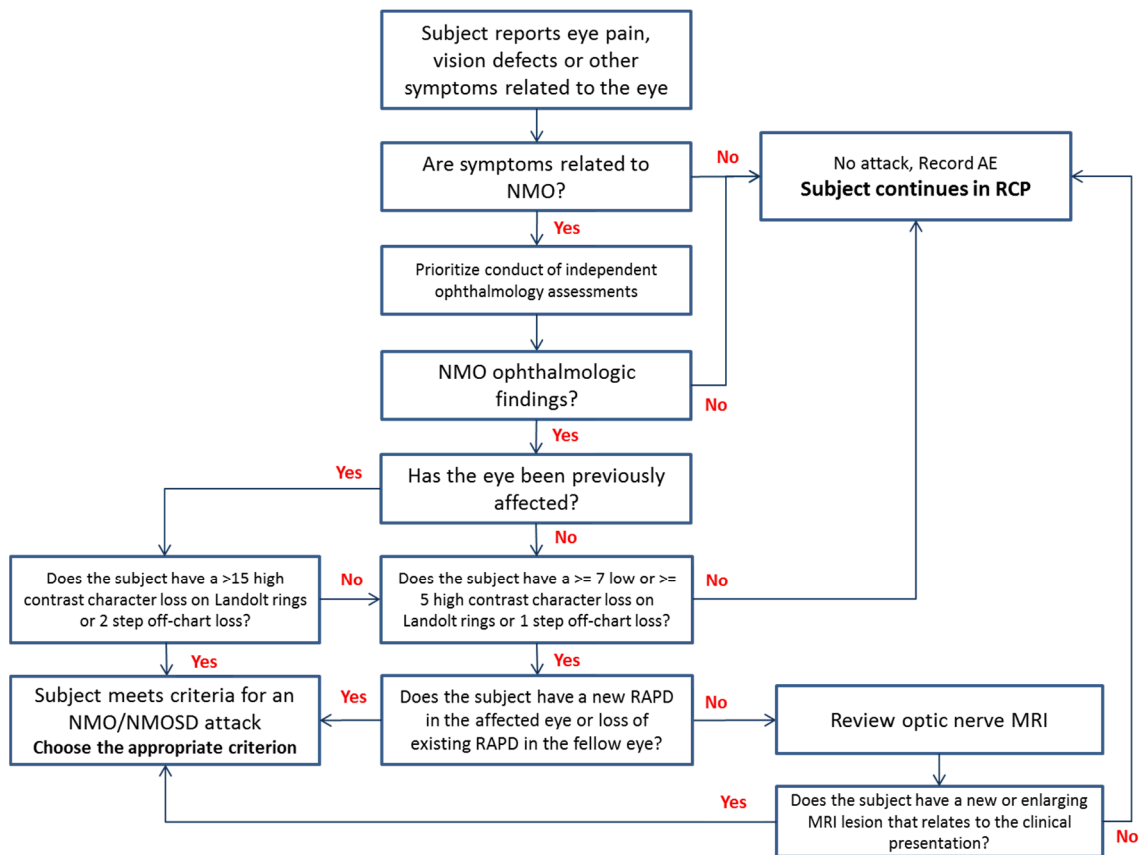 Subject reports eye pain,
vision defects or other
symptoms related to the eye
Are symptoms related to
NMO?
No
No attack, Record AE
Subject continues in RCP
Yes
Prioritize conduct of independent
ophthalmology assessments
NMO ophthalmologic
findings?
No
Yes
Has the eye been previously
affected?
Yes
No
Does the subject have a >15 high
contrast character loss on Landolt rings
or 2 step off-chart loss?
No
Does the subject have a >= 7 low or >=
5 high contrast character loss on
Landolt rings or 1 step off-chart loss?
No
Yes
Yes
Subject meets criteria for an
NMO/NMOSD attack
Choose the appropriate criterion
Yes
Does the subject have a new RAPD
in the affected eye or loss of
existing RAPD in the fellow eye?
No
Review optic nerve MRI
Yes
Does the subject have a new or enlarging
MRI lesion that relates to the clinical
presentation?
No